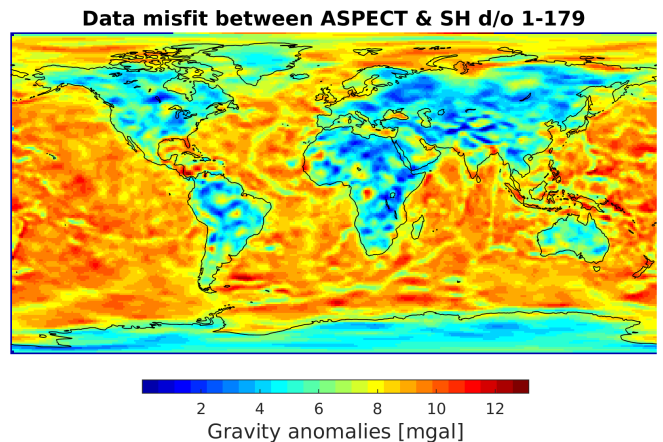 Data misfit between ASPECT & SH d/o 1-179
2 4 6 8 10 12
Gravity anomalies [mgal]